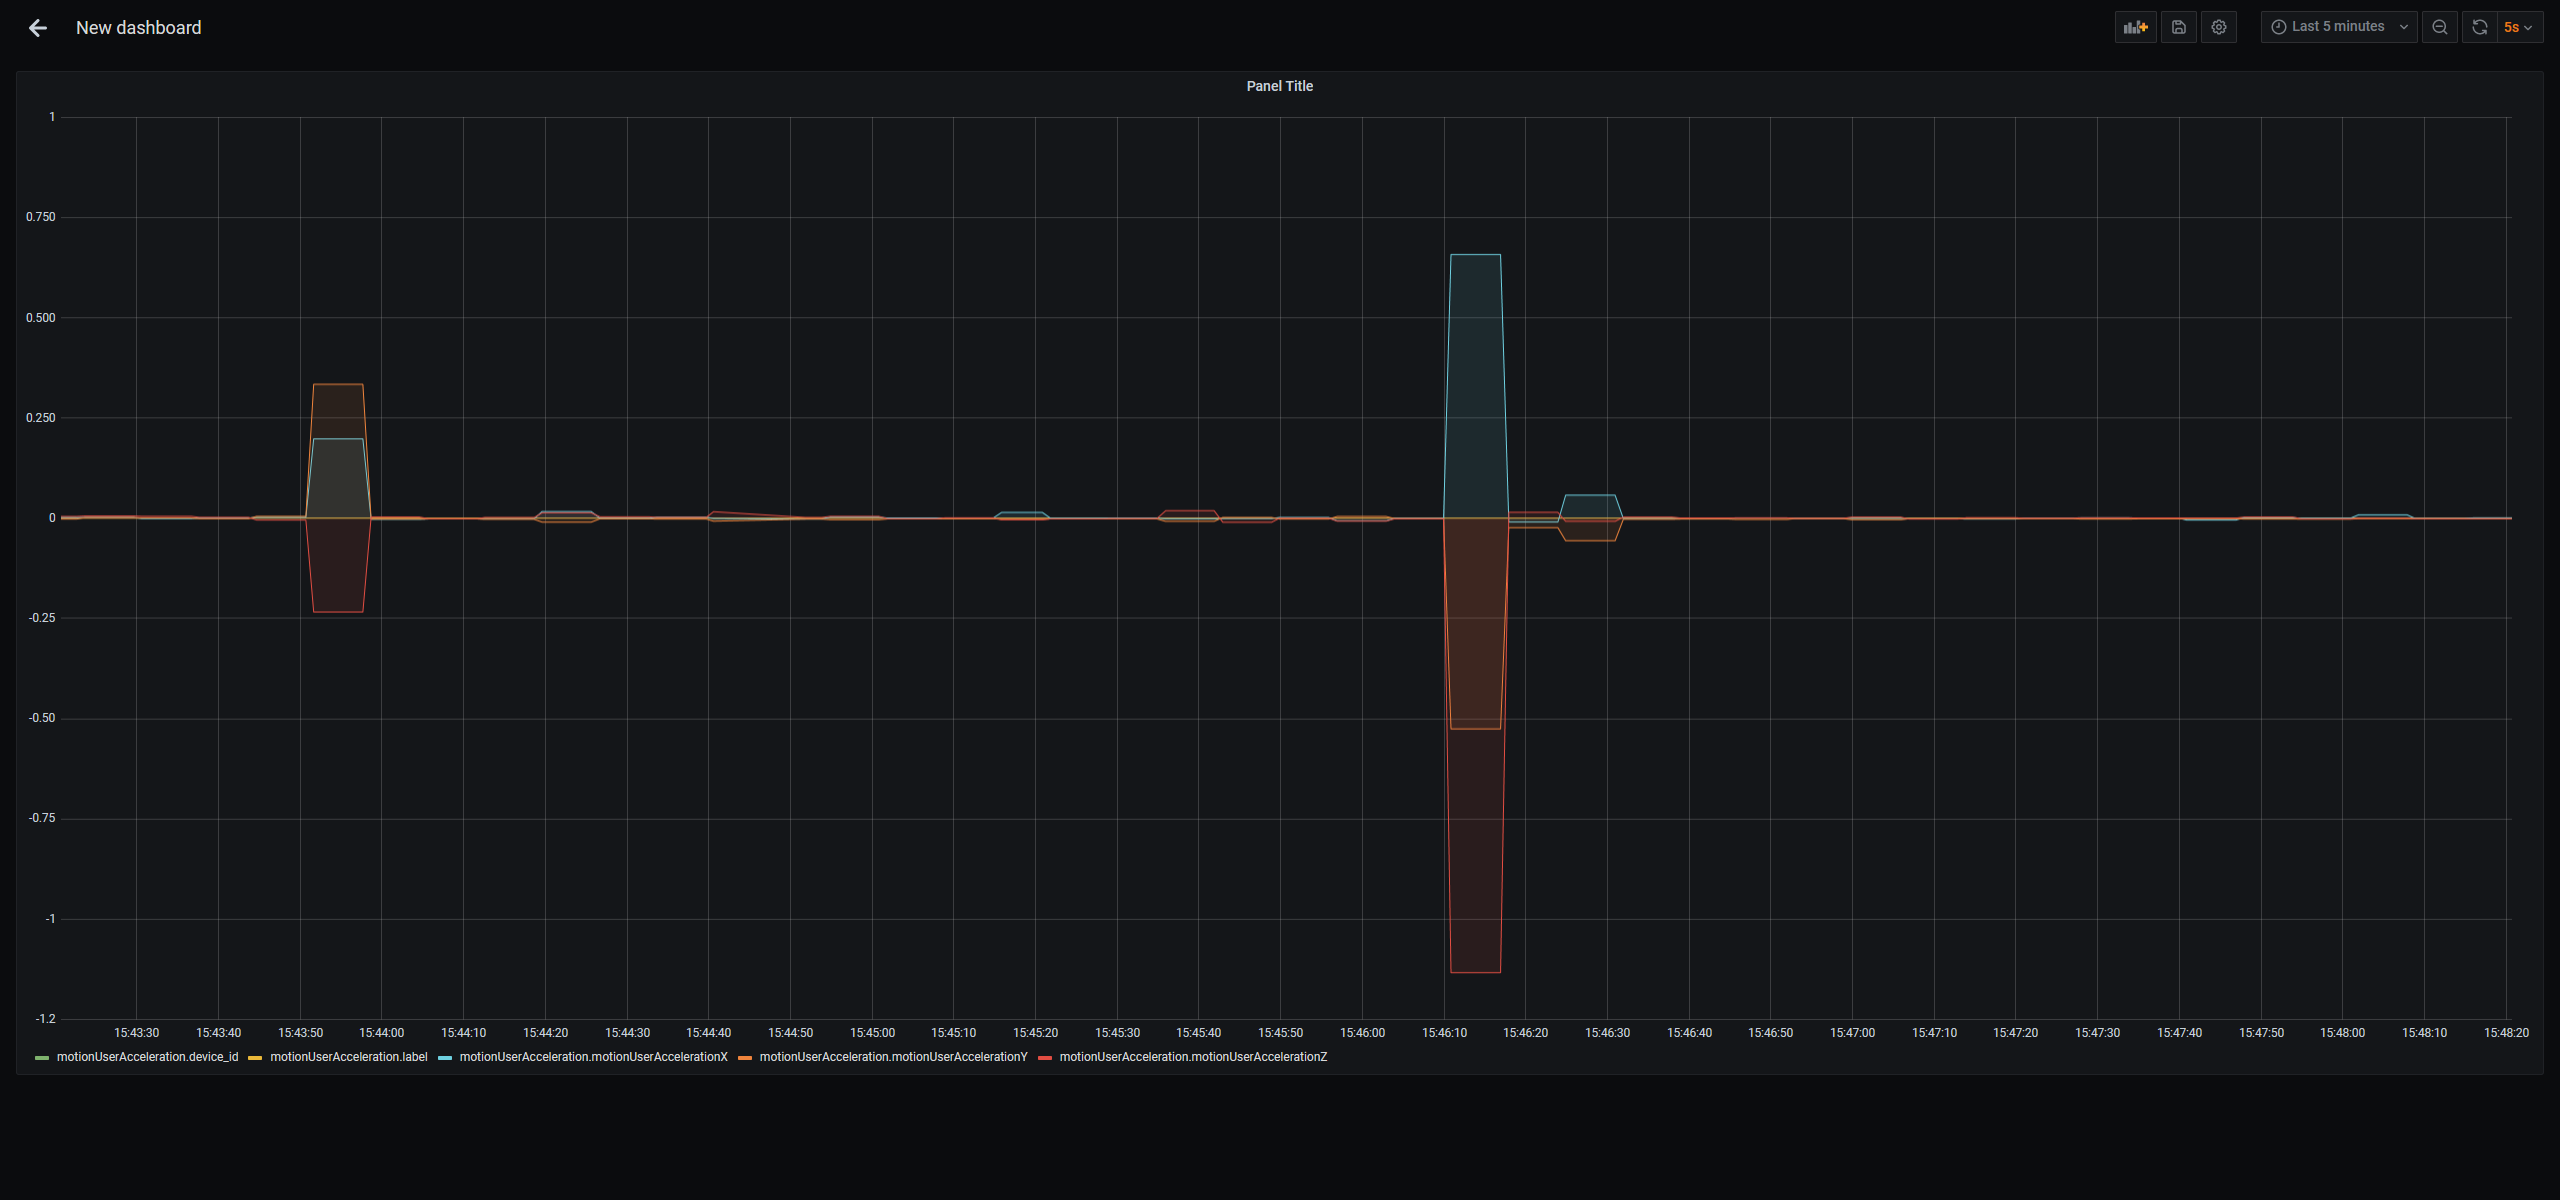 New dashboard
Last 5 minutes
5s
Panel Title
1
0.750
0.500
0.250
0
-0.25
-0.50
-0.75
-1
-1.2
15:43:30 15:43:40 15:43:50 15:44:00 15:44:10 15:44:20 15:44:30 15:44:40 15:44:50 15:45:00 15:45:10 15:45:20 15:45:30 15:45:40 15:45:50 15:46:00 15:46:10 15:46:20 15:46:30 15:46:40 15:46:50 15:47:00 15:47:10 15:47:20 15:47:30 15:47:40 15:47:50 15:48:00 15:48:10 15:48:20
motionUserAcceleration.device_id motionUserAcceleration.label motionUserAcceleration.motionUserAccelerationX motionUserAcceleration.motionUserAccelerationY motionUserAcceleration.motionUserAccelerationZ